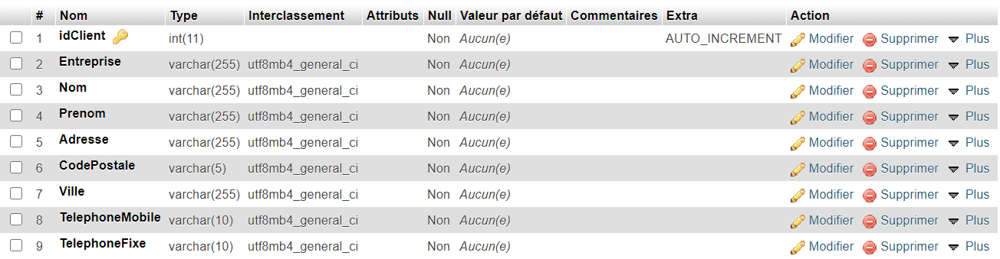 # Nom Type Interclassement Attributs Null Valeur par défaut Commentaires Extra Action
1 idClient int(11) Non Aucun(e) AUTO_INCREMENT Modifier Supprimer Plus
2 Entreprise varchar(255) utf8mb4_general_ci Non Aucun(e) Modifier Supprimer Plus
3 Nom varchar(255) utf8mb4_general_ci Non Aucun(e) Modifier Supprimer Plus
4 Prenom varchar(255) utf8mb4_general_ci Non Aucun(e) Modifier Supprimer Plus
5 Adresse varchar(255) utf8mb4_general_ci Non Aucun(e) Modifier Supprimer Plus
6 CodePostale varchar(5) utf8mb4_general_ci Non Aucun(e) Modifier Supprimer Plus
7 Ville varchar(255) utf8mb4_general_ci Non Aucun(e) Modifier Supprimer Plus
8 TelephoneMobile varchar(10) utf8mb4_general_ci Non Aucun(e) Modifier Supprimer Plus
9 TelephoneFixe varchar(10) utf8mb4_general_ci Non Aucun(e) Modifier Supprimer Plus